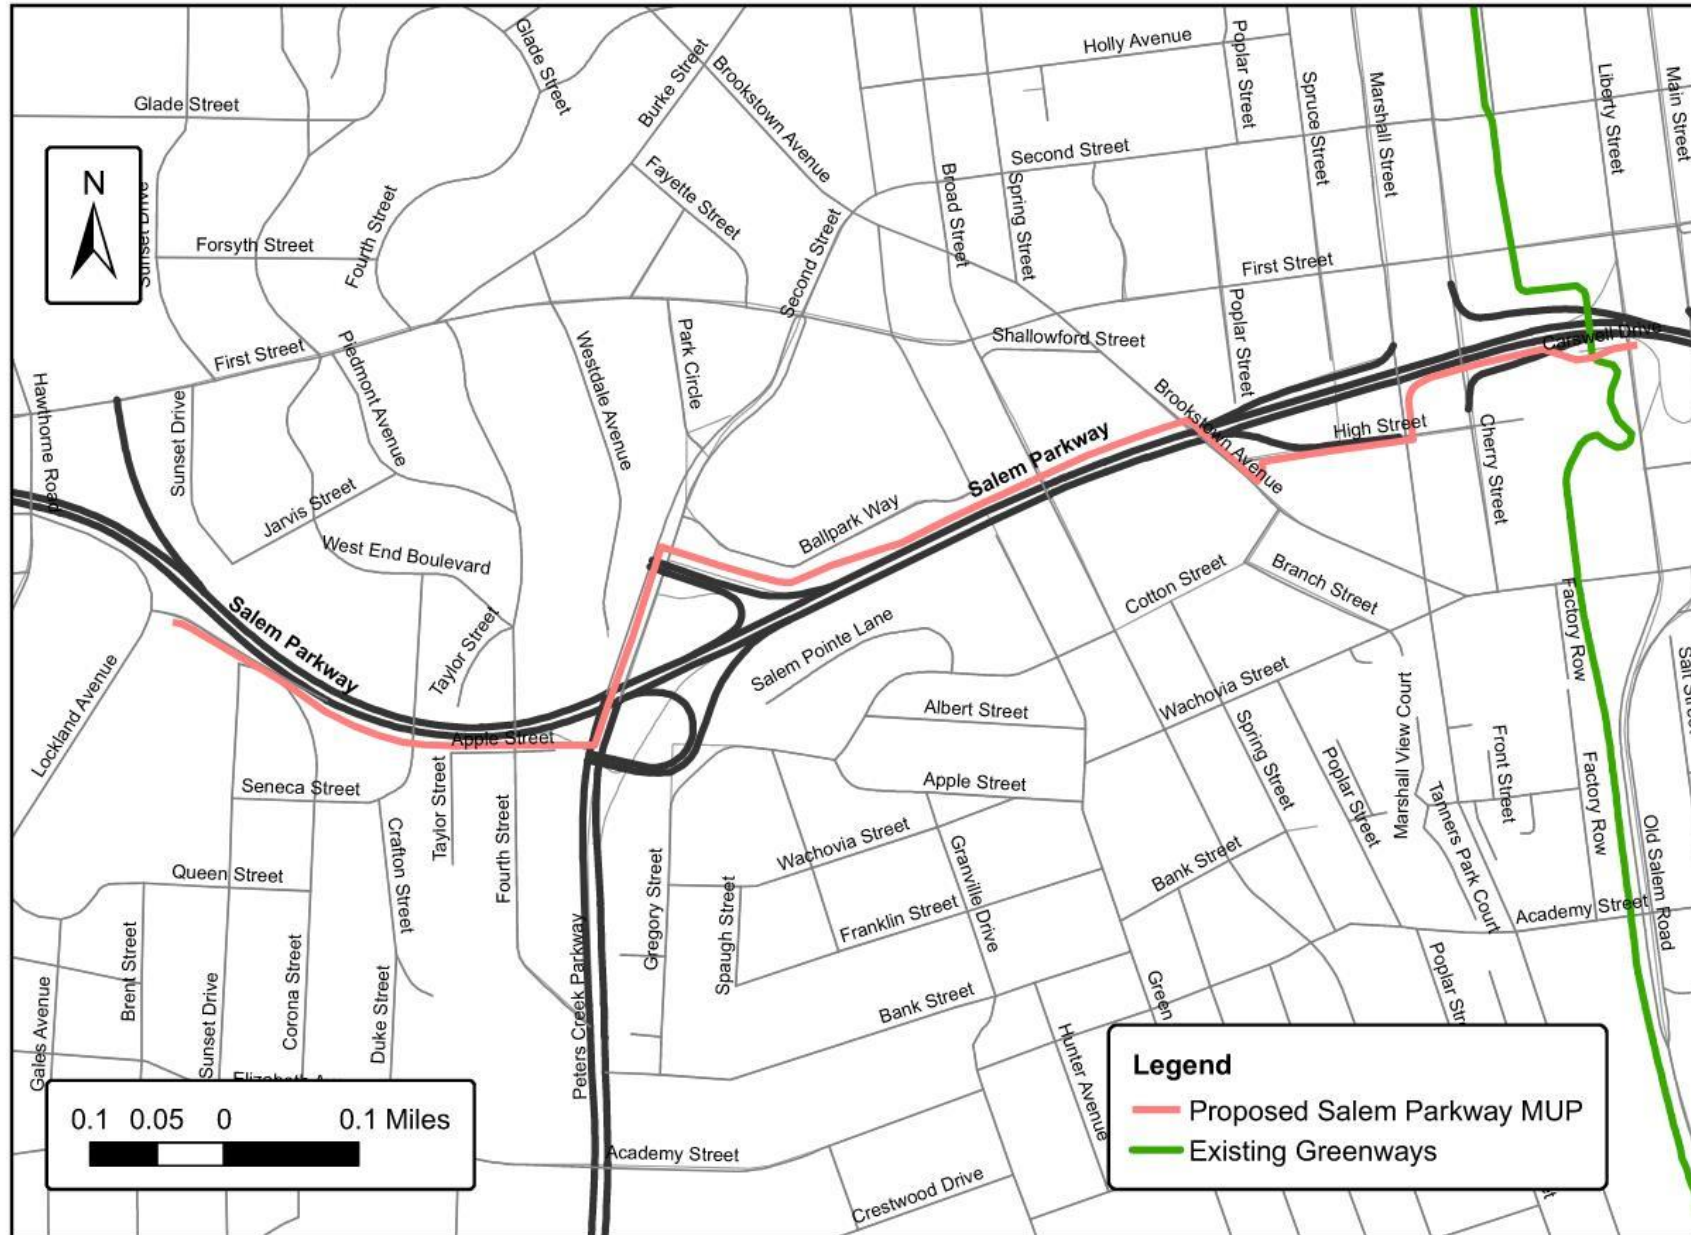 Glade Street
Burke Street
Brookstown Avenue
Holly Avenue
Poplar Street
Spruce Street
Marshall Street
Liberty Street
Main Street
Glade Street
Second Street
Fayette Street
Broad Street
Spring Street
N
Sunset Drive
Forsyth Street
Fourth Street
Second Street
First Street
Poplar Street
Shallowford Street
Carswell Drive
First Street
Piedmont Avenue
Westdale Avenue
Park Circle
Hawthorne Road
Sunset Drive
Brookstown Avenue
High Street
Cherry Street
Salem Parkway
Jarvis Street
West End Boulevard
Ballpark Way
Cotton Street
Branch Street
Factory Row
Salem Parkway
Taylor Street
Salem Pointe Lane
Lockland Avenue
Wachovia Street
Marshall View Court
Albert Street
Spring Street
Poplar Street
Front Street
Apple Street
Seneca Street
Taylor Street
Apple Street
Tanners Park Court
Factory Row
Old Salem Road
Crafton Street
Fourth Street
Wachovia Street
Granville Drive
Bank Street
Queen Street
Gregory Street
Spaugh Street
Franklin Street
Academy Street
Brent Street
Corona Street
Sunset Drive
Duke Street
Peters Creek Parkway
Bank Street
Green
Poplar
Gales Avenue
Hunter Avenue
Legend
Proposed Salem Parkway MUP
Existing Greenways
0.1 0.05 0 0.1 Miles
Academy Street
Crestwood Drive